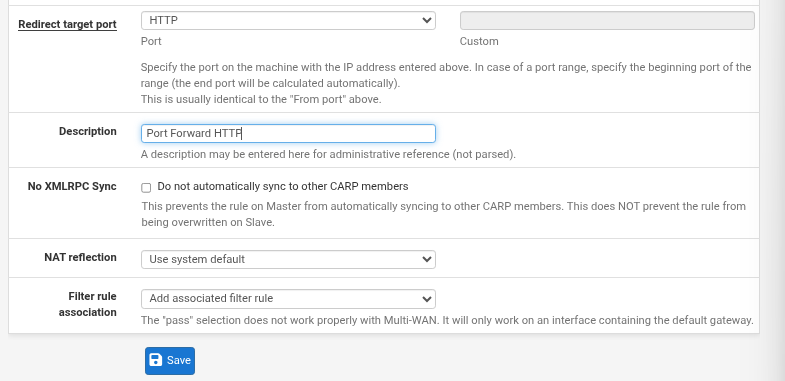 Redirect target port
HTTP
Port
Custom
Specify the port on the machine with the IP address entered above. In case of a port range, specify the beginning port of the
range (the end port will be calculated automatically).
This is usually identical to the "From port" above.
Description
Port Forward HTTP
A description may be entered here for administrative reference (not parsed).
No XMLRPC Sync
Do not automatically sync to other CARP members
This prevents the rule on Master from automatically syncing to other CARP members. This does NOT prevent the rule from
being overwritten on Slave.
NAT reflection
Use system default
Filter rule
association
Add associated filter rule
The "pass" selection does not work properly with Multi-WAN. It will only work on an interface containing the default gateway.
Save